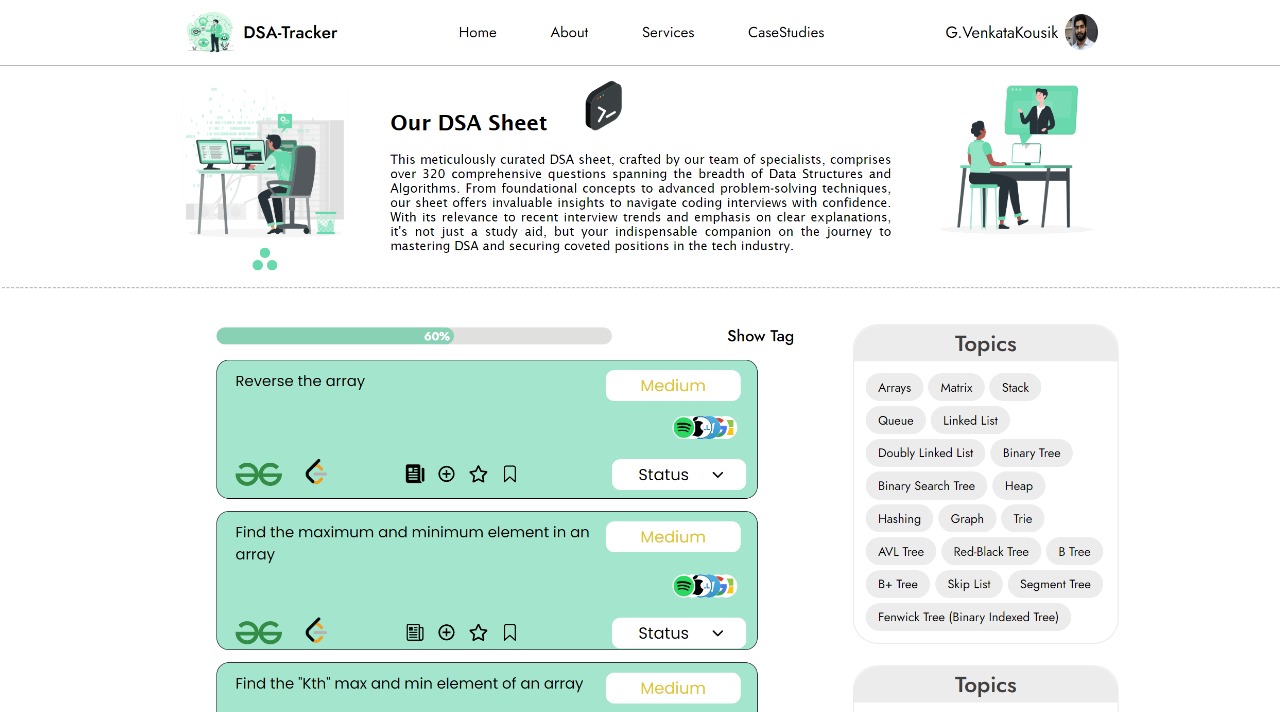 DSA-Tracker
Home
About
Services
CaseStudies
G.VenkataKousik
Our DSA Sheet
This meticulously curated DSA sheet, crafted by our team of specialists, comprises
over 320 comprehensive questions spanning the breadth of Data Structures and
Algorithms. From foundational concepts to advanced problem-solving techniques,
our sheet offers invaluable insights to navigate coding interviews with confidence.
With its relevance to recent interview trends and emphasis on clear explanations,
it's not just a study aid, but your indispensable companion on the journey to
mastering DSA and securing coveted positions in the tech industry.
60%
Show Tag
Reverse the array
Medium
Status
Find the maximum and minimum element in an
array
Medium
Status
Find the "Kth" max and min element of an array
Medium
Topics
Arrays
Matrix
Stack
Queue
Linked List
Doubly Linked List
Binary Tree
Binary Search Tree
Heap
Hashing
Graph
Trie
AVL Tree
Red-Black Tree
B Tree
B+ Tree
Skip List
Segment Tree
Fenwick Tree (Binary Indexed Tree)
Topics